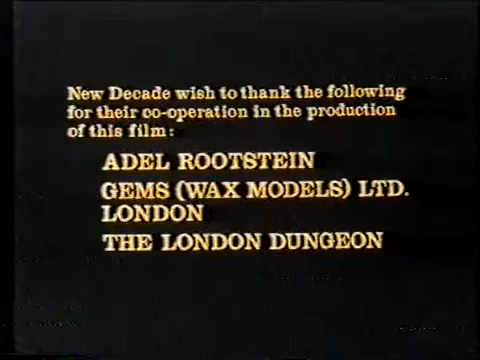 New Decade wish to thank the following
for their co-operation in the production
of this film:
ADEL ROOTSTEIN
GEMS (WAX MODELS) LTD.
LONDON
THE LONDON DUNGEON